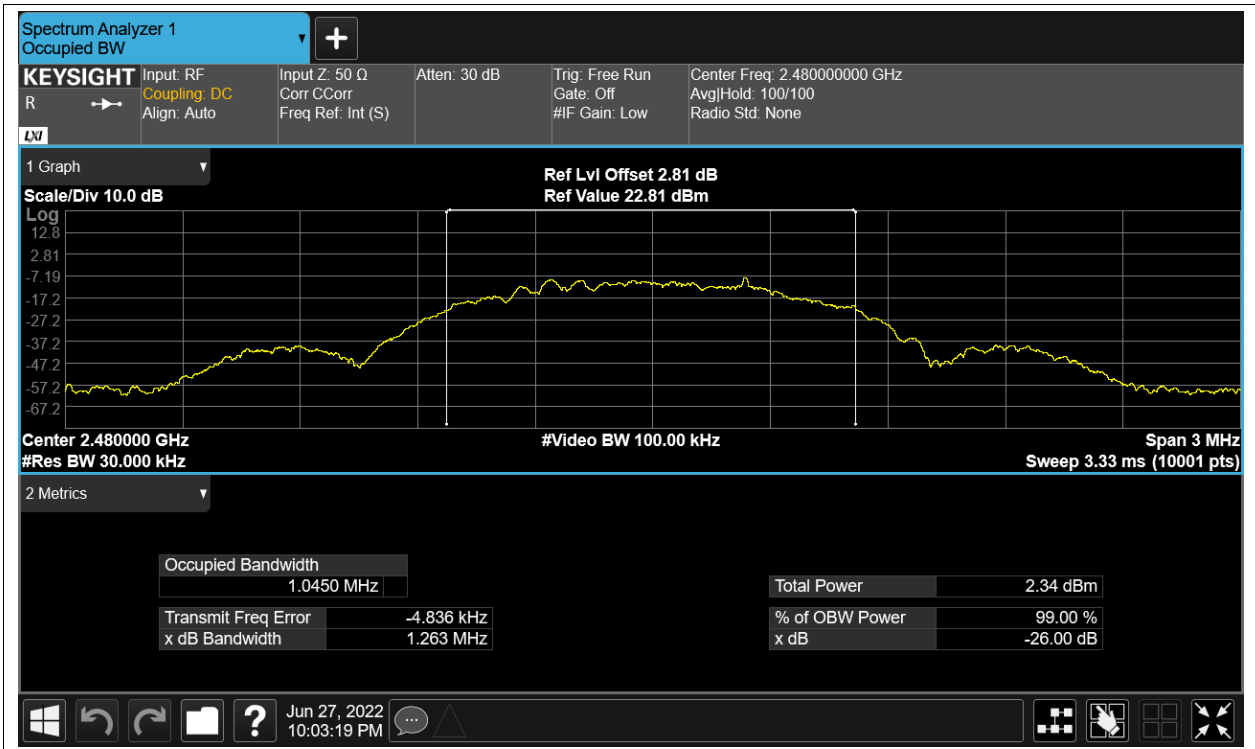 Spectrum Analyzer 1
Occupied BW
KEYSIGHT
R
LXI
Input: RF
Coupling: DC
Align: Auto
Input Z: 50 Ω
Corr CCorr
Freq Ref: Int (S)
Atten: 30 dB
Trig: Free Run
Gate: Off
#IF Gain: Low
Center Freq: 2.480000000 GHz
Avg|Hold: 100/100
Radio Std: None
1 Graph
Scale/Div 10.0 dB
Ref Lvl Offset 2.81 dB
Ref Value 22.81 dBm
Log
12.8
2.81
-7.19
-17.2
-27.2
-37.2
-47.2
-57.2
-67.2
Center 2.480000 GHz
#Res BW 30.000 kHz
#Video BW 100.00 kHz
Span 3 MHz
Sweep 3.33 ms (10001 pts)
2 Metrics
Occupied Bandwidth
1.0450 MHz
Transmit Freq Error -4.836 kHz
x dB Bandwidth 1.263 MHz
Total Power 2.34 dBm
% of OBW Power 99.00 %
x dB -26.00 dB
?
Jun 27, 2022
10:03:19 PM